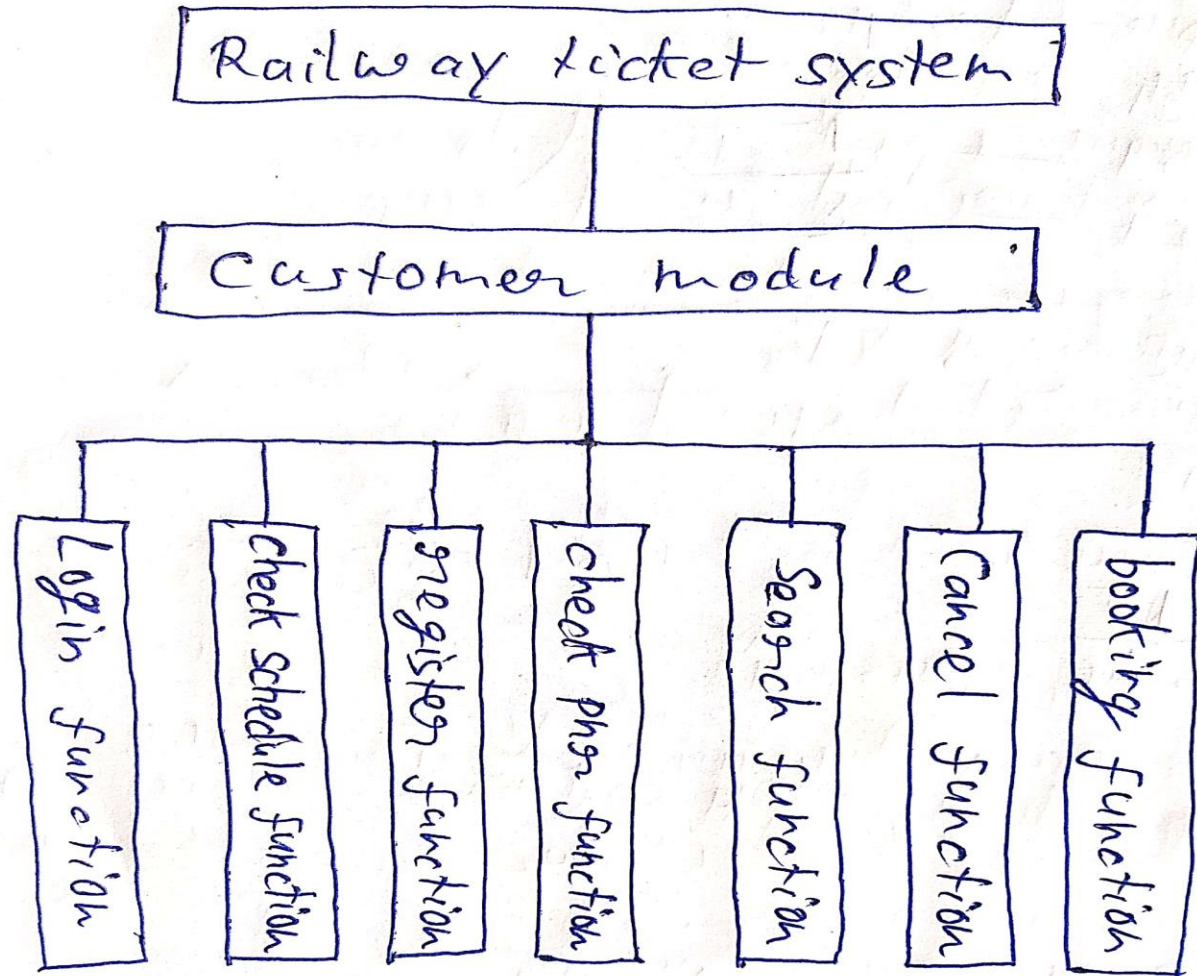 Railway ticket system
Customer module
Login function
check schedule function
register function
check pnr function
Search function
Cancel function
booking function